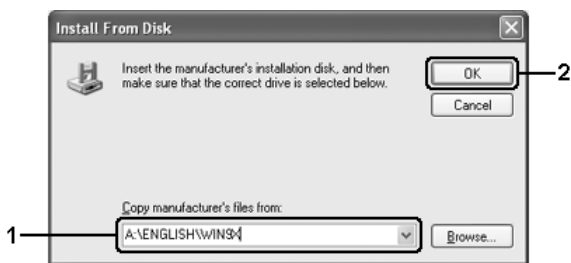 Install From Disk
Insert the manufacturer's installation disk, and then
make sure that the correct drive is selected below.
OK
2
Cancel
Copy manufacturer's files from:
1
A:\ENGLISH\WIN9X
Browse...